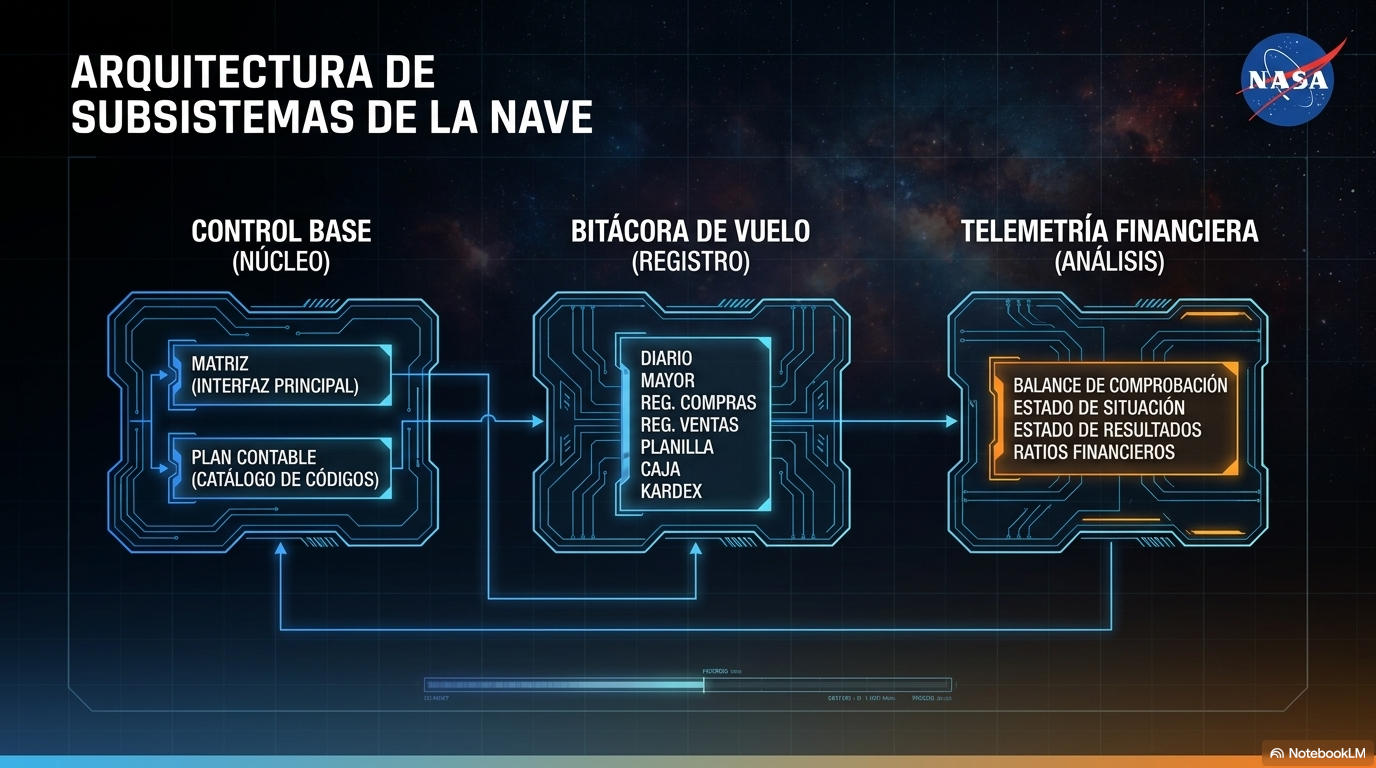 ARQUITECTURA DE
SUBSISTEMAS DE LA NAVE
NASA
CONTROL BASE
(NÚCLEO)
MATRIZ
(INTERFAZ PRINCIPAL)
PLAN CONTABLE
(CATÁLOGO DE CÓDIGOS)
BITÁCORA DE VUELO
(REGISTRO)
DIARIO
MAYOR
REG. COMPRAS
REG. VENTAS
PLANILLA
CAJA
KARDEX
TELEMETRÍA FINANCIERA
(ANÁLISIS)
BALANCE DE COMPROBACIÓN
ESTADO DE SITUACIÓN
ESTADO DE RESULTADOS
RATIOS FINANCIEROS
NotebookLM